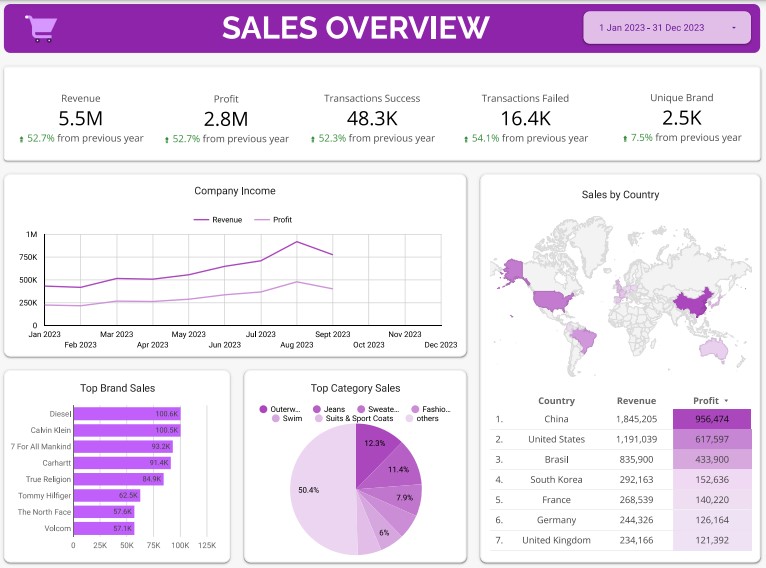 SALES OVERVIEW
1 Jan 2023 - 31 Dec 2023
Revenue
5.5M
52.7% from previous year
Profit
2.8M
52.7% from previous year
Transactions Success
48.3K
52.3% from previous year
Transactions Failed
16.4K
54.1% from previous year
Unique Brand
2.5K
7.5% from previous year
Company Income
Revenue Profit
1M
750K
500K
250K
0
Jan 2023 Mar 2023 May 2023 Jul 2023 Sept 2023 Nov 2023
Feb 2023 Apr 2023 Jun 2023 Aug 2023 Oct 2023 Dec 2023
Sales by Country
Country Revenue Profit
1. China 1,845,205 956,474
2. United States 1,191,039 617,597
3. Brasil 835,900 433,900
4. South Korea 292,163 152,636
5. France 268,539 140,220
6. Germany 244,326 126,164
7. United Kingdom 234,166 121,392
Top Brand Sales
Diesel 100.6K
Calvin Klein 100.5K
7 For All Mankind 93.2K
Carhartt 91.4K
True Religion 84.9K
Tommy Hilfiger 62.5K
The North Face 57.6K
Volcom 57.1K
0 25K 50K 75K 100K 125K
Top Category Sales
Outerw... Jeans Sweate... Fashio...
Swim Suits & Sport Coats others
12.3%
11.4%
7.9%
6%
50.4%